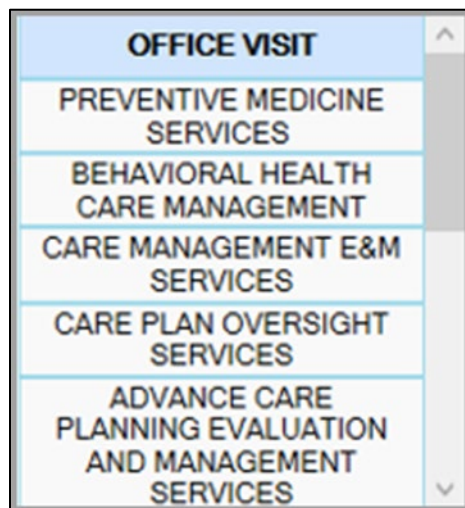 OFFICE VISIT
PREVENTIVE MEDICINE
SERVICES
BEHAVIORAL HEALTH
CARE MANAGEMENT
CARE MANAGEMENT E&M
SERVICES
CARE PLAN OVERSIGHT
SERVICES
ADVANCE CARE
PLANNING EVALUATION
AND MANAGEMENT
SERVICES